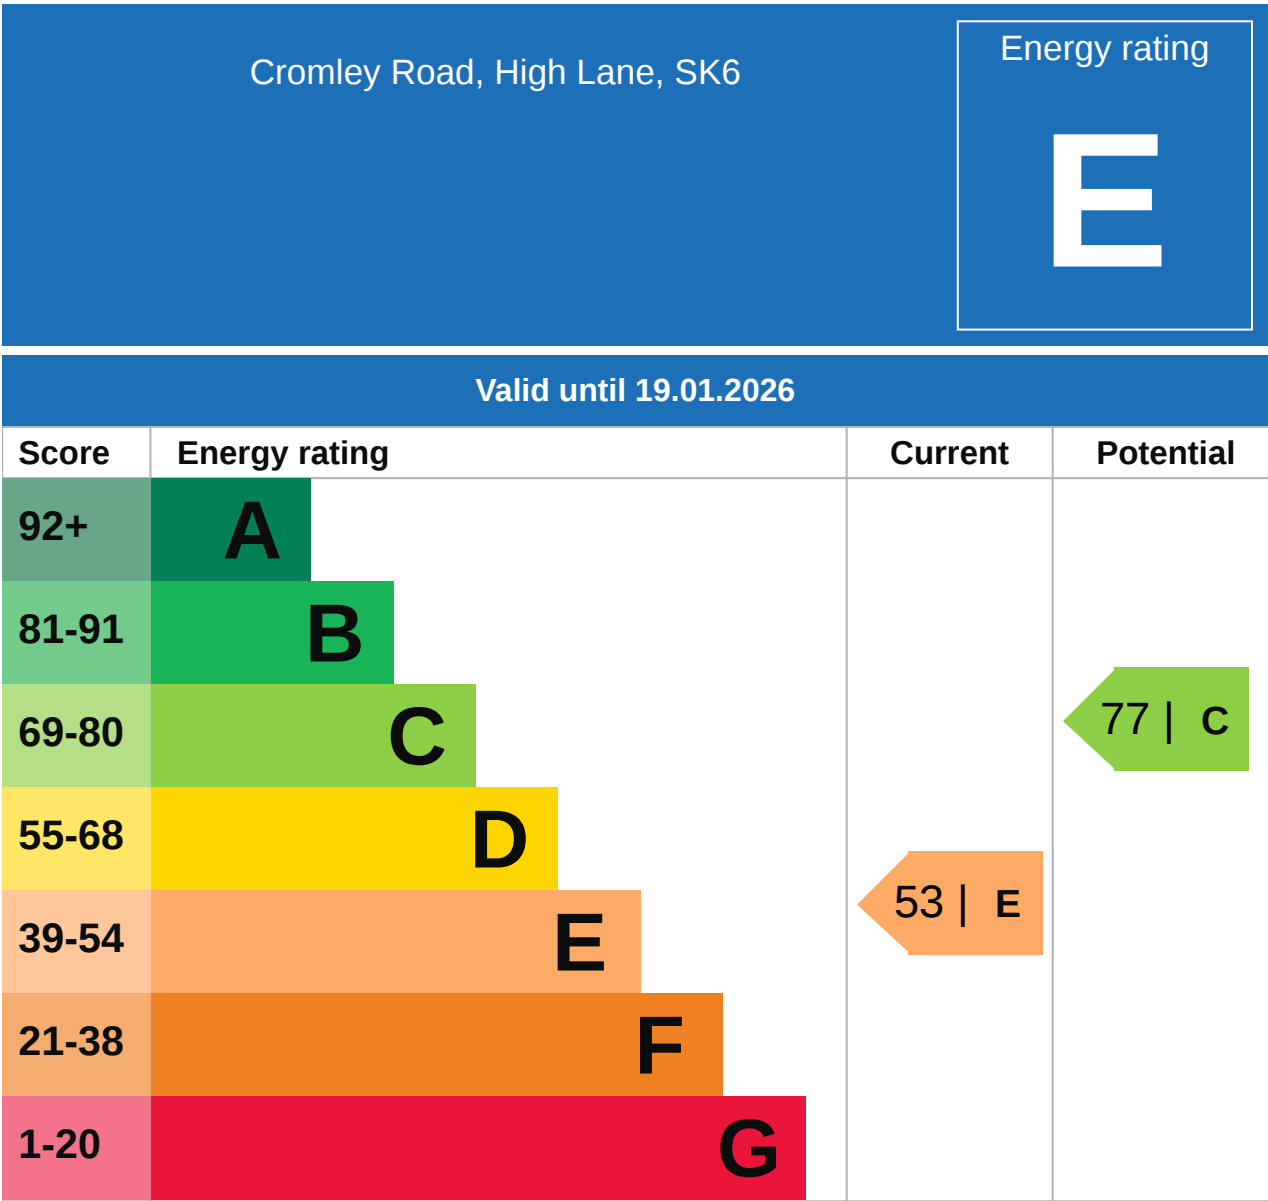 Cromley Road, High Lane, SK6
Energy rating
E
Valid until 19.01.2026
Score Energy rating Current Potential
92+ A
81-91 B
69-80 C
77 | C
55-68 D
39-54 E
53 | E
21-38 F
1-20 G